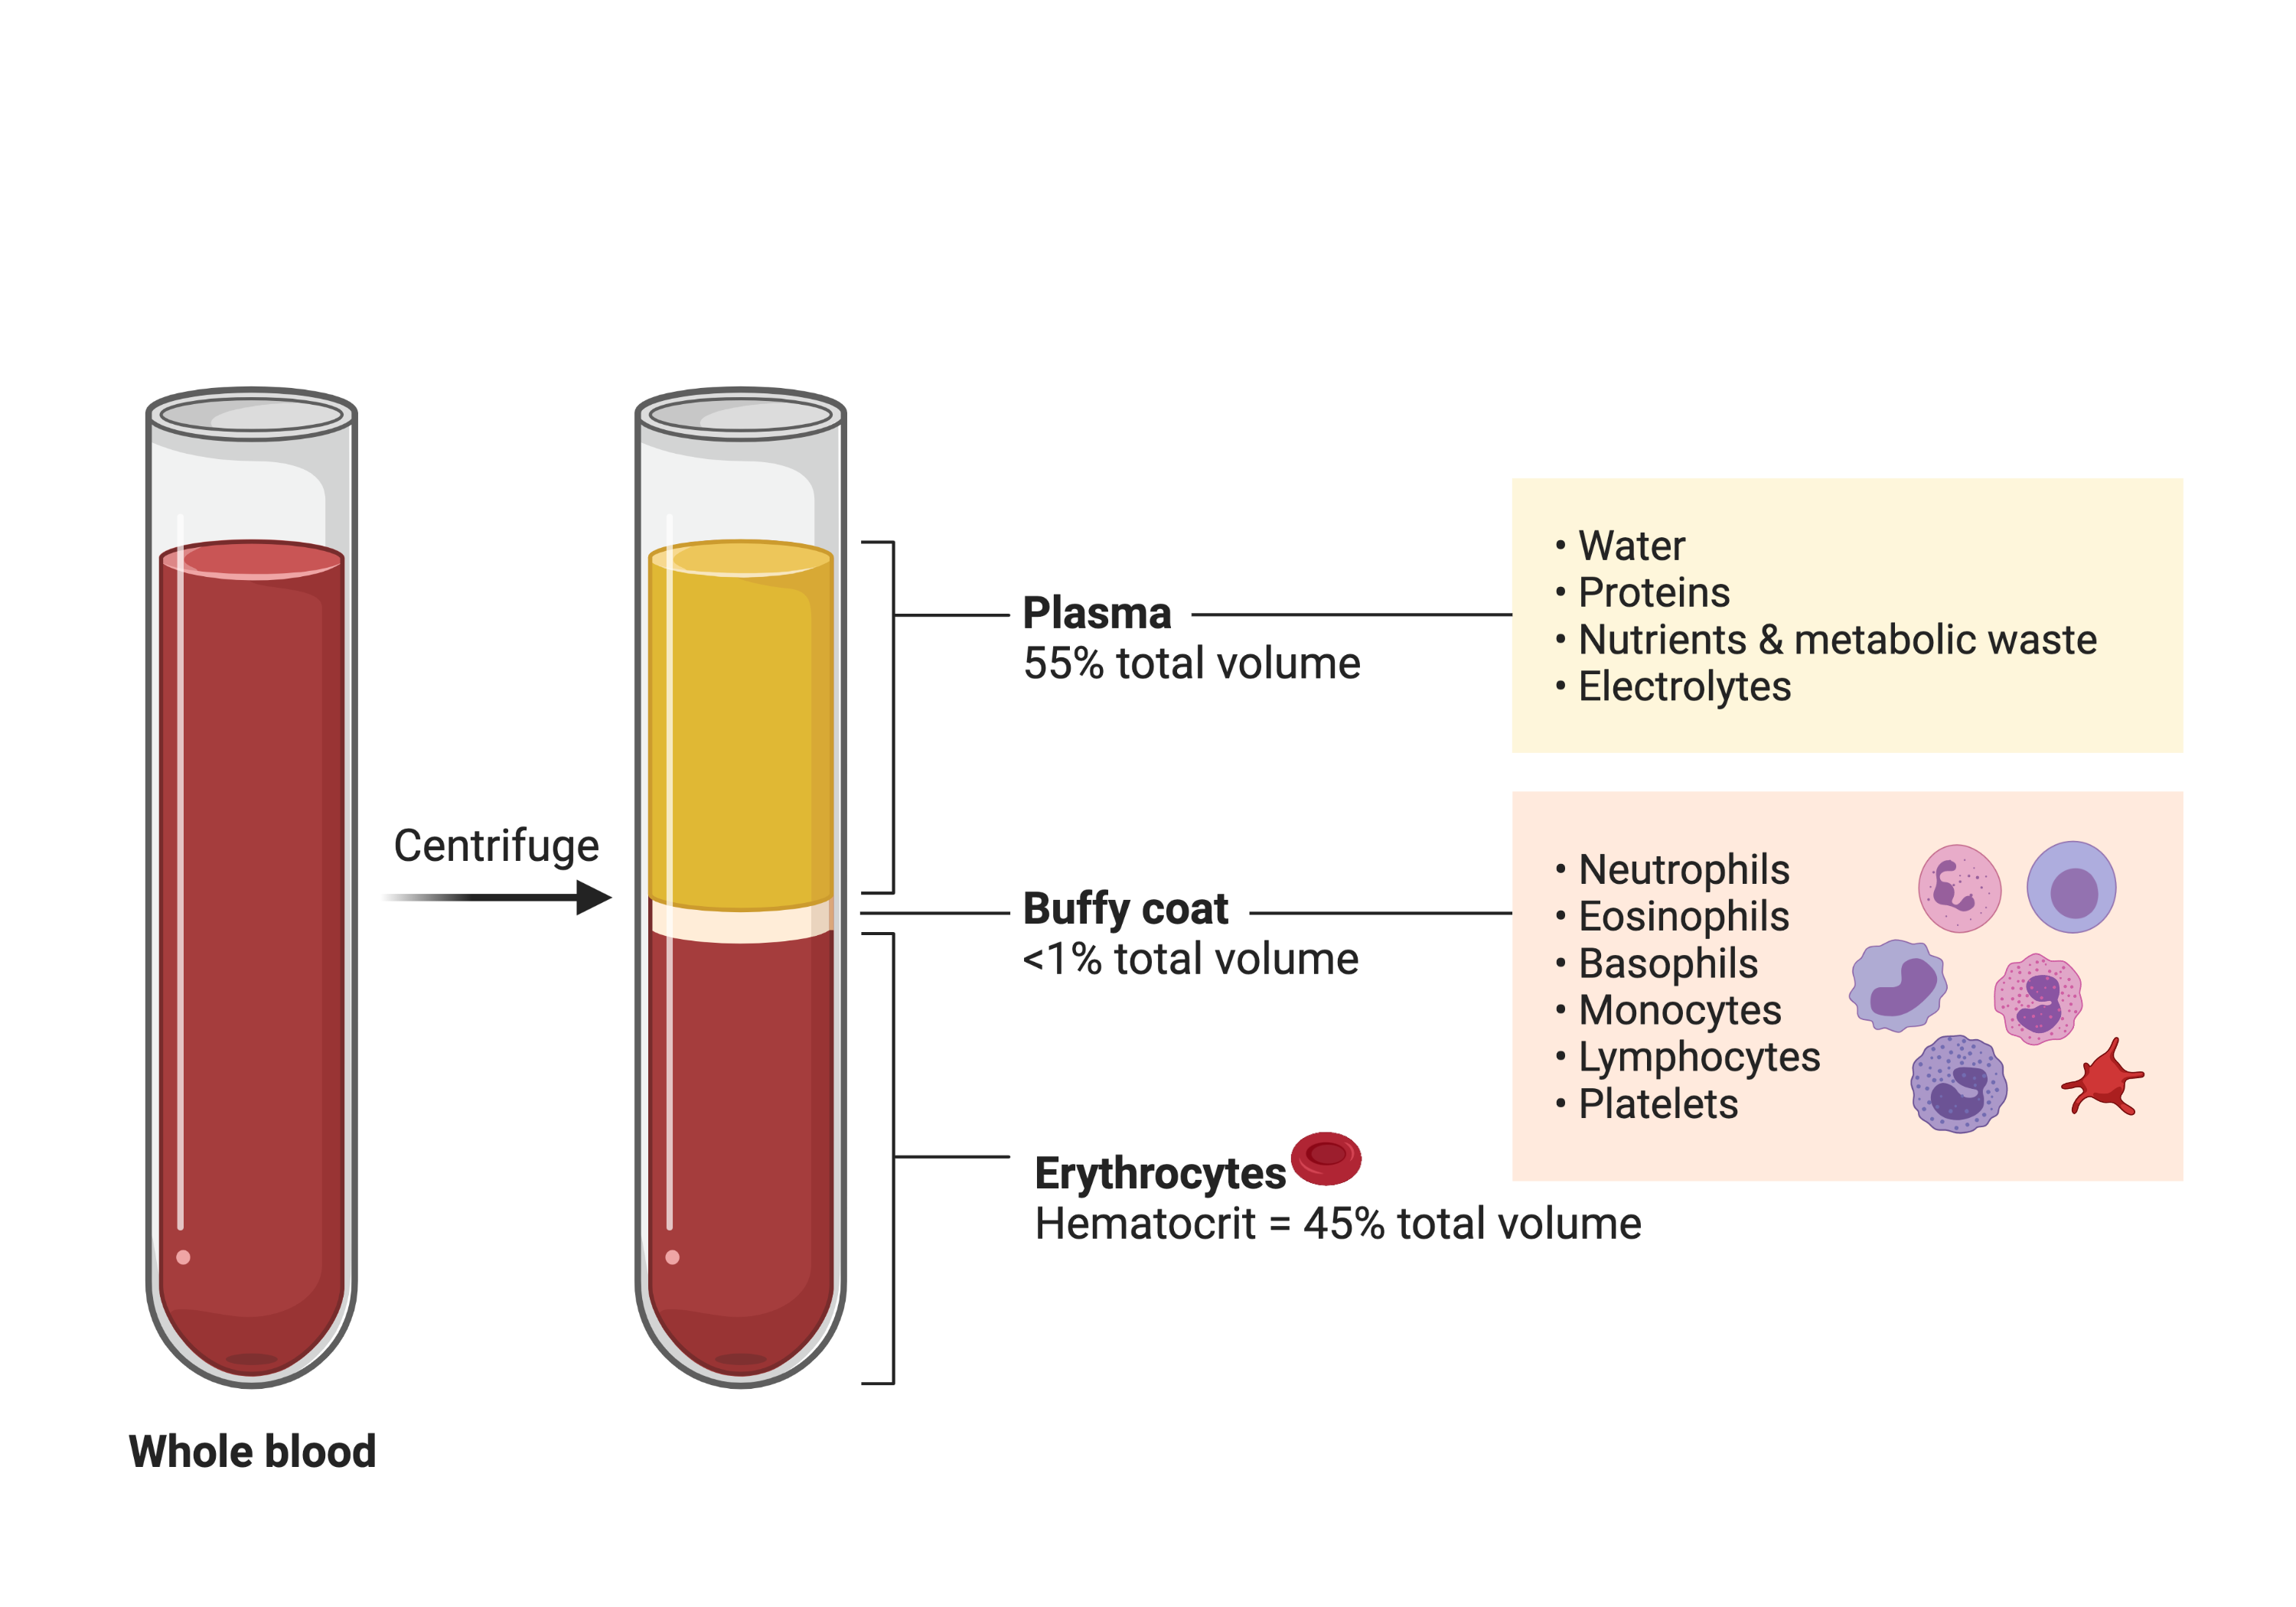 Whole blood
Centrifuge
Plasma
55% total volume
• Water
• Proteins
• Nutrients & metabolic waste
• Electrolytes
Buffy coat
<1% total volume
• Neutrophils
• Eosinophils
• Basophils
• Monocytes
• Lymphocytes
• Platelets
Erythrocytes
Hematocrit = 45% total volume